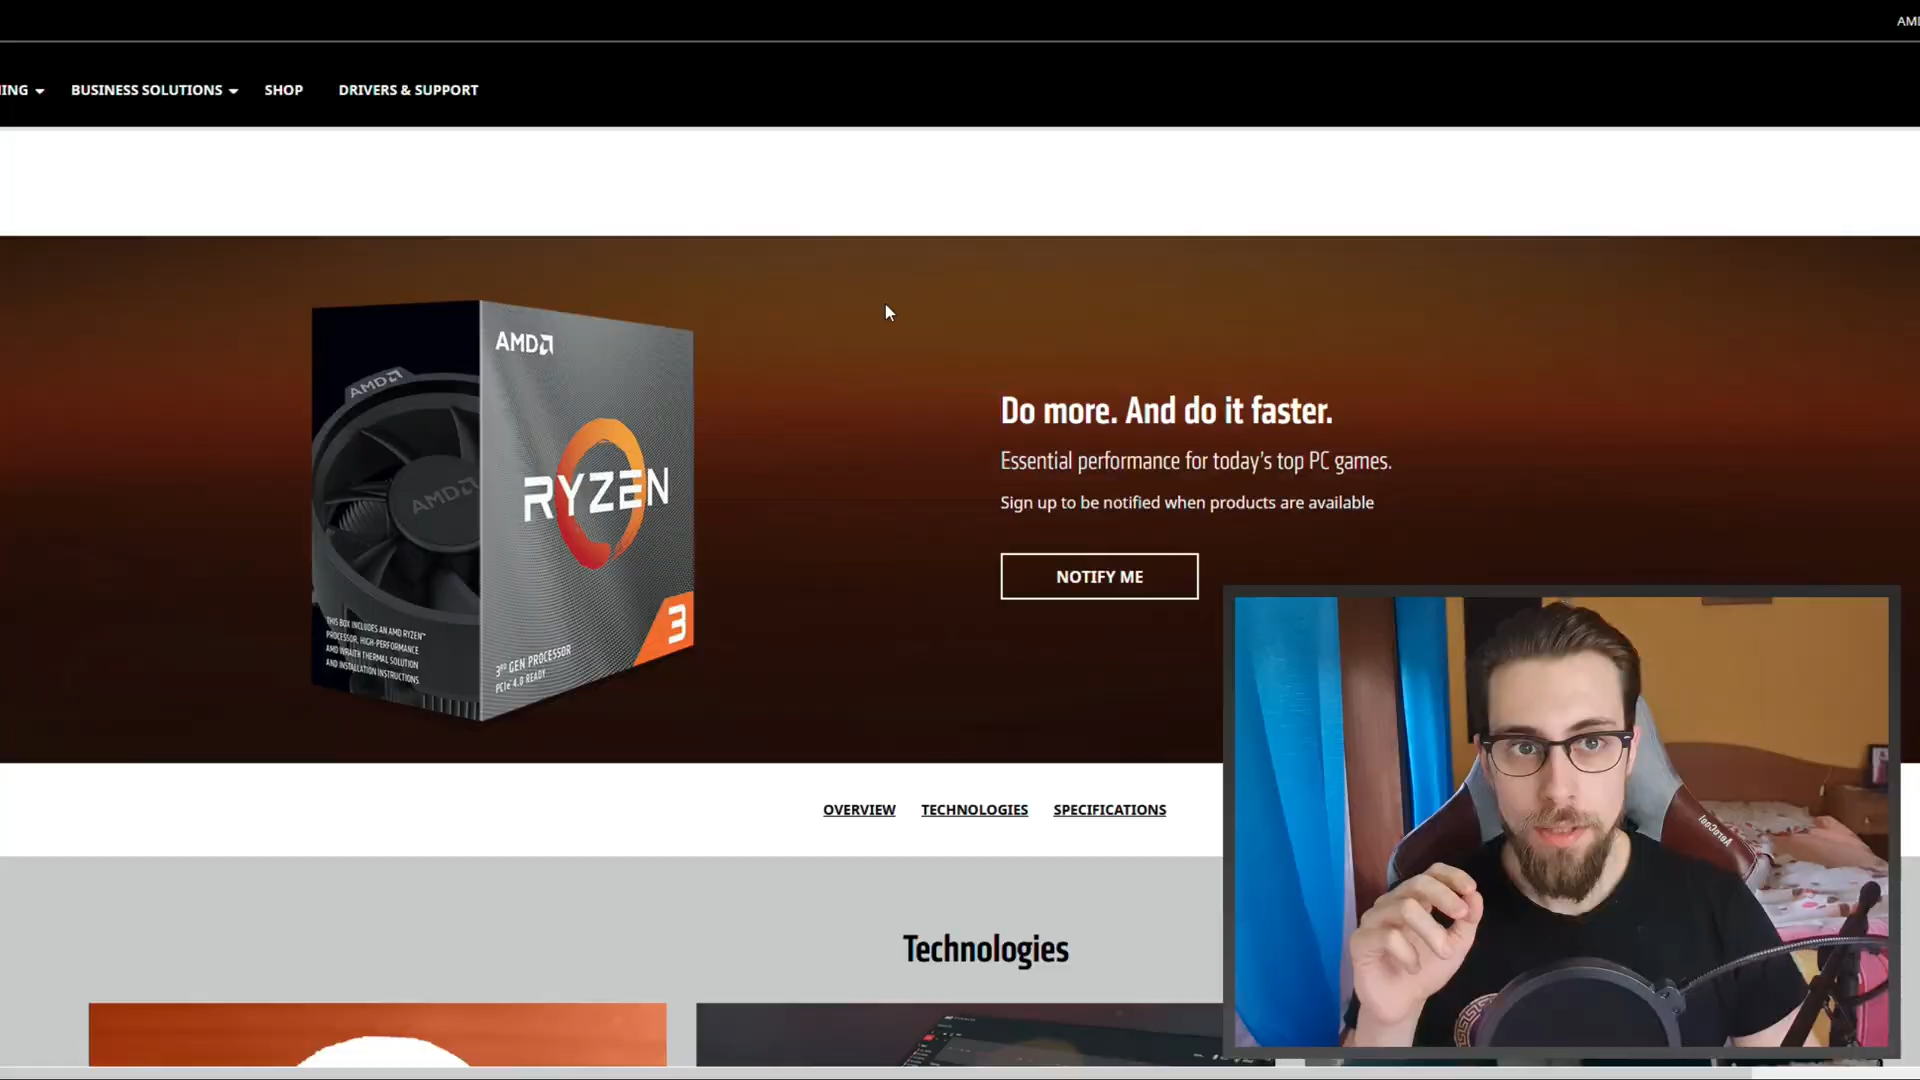 AMD
ING
BUSINESS SOLUTIONS
SHOP
DRIVERS & SUPPORT
AMD
AMD
AMD
RYZEN
3
THIS BOX INCLUDES AN AMD RYZEN™
PROCESSOR, HIGH-PERFORMANCE
AMD WRAITH THERMAL SOLUTION
AND INSTALLATION INSTRUCTIONS
3RD GEN PROCESSOR
PCIe® 4.0 READY
Do more. And do it faster.
Essential performance for today's top PC games.
Sign up to be notified when products are available
NOTIFY ME
OVERVIEW
TECHNOLOGIES
SPECIFICATIONS
AeroCool
Technologies